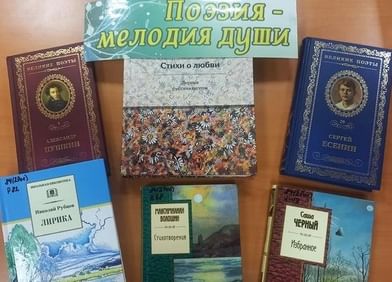 Поэзия -
мелодия души
ВЕЛИКИЕ ПОЭТЫ
АЛЕКСАНДР
ПУШКИН
Стихи о любви
ВЕЛИКИЕ ПОЭТЫ
СЕРГЕЙ
ЕСЕНИН
Николай Рубцов
ЛИРИКА
МАКСИМИЛИАН
ВОЛОШИН
Стихотворения
Саша
ЧЕРНЫЙ
Избранное